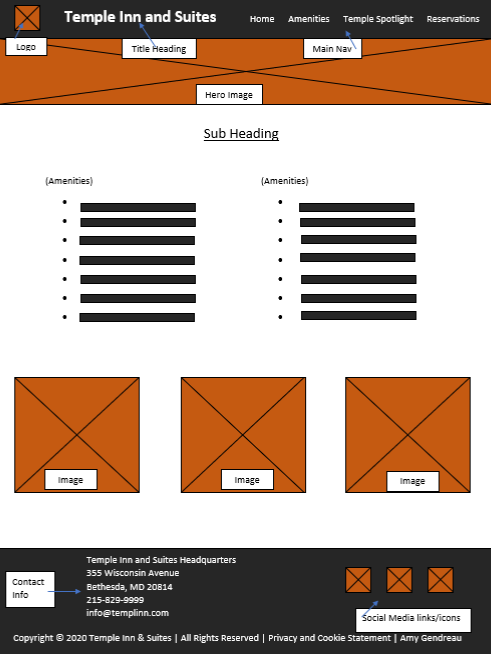 Temple Inn and Suites
Home Amenities Temple Spotlight Reservations
Logo
Title Heading
Main Nav
Hero Image
Sub Heading
(Amenities)
(Amenities)
Image
Image
Image
Temple Inn and Suites Headquarters
355 Wisconsin Avenue
Bethesda, MD 20814
215-829-9999
info@templinn.com
Contact
Info
Social Media links/icons
Copyright © 2020 Temple Inn & Suites | All Rights Reserved | Privacy and Cookie Statement | Amy Gendreau